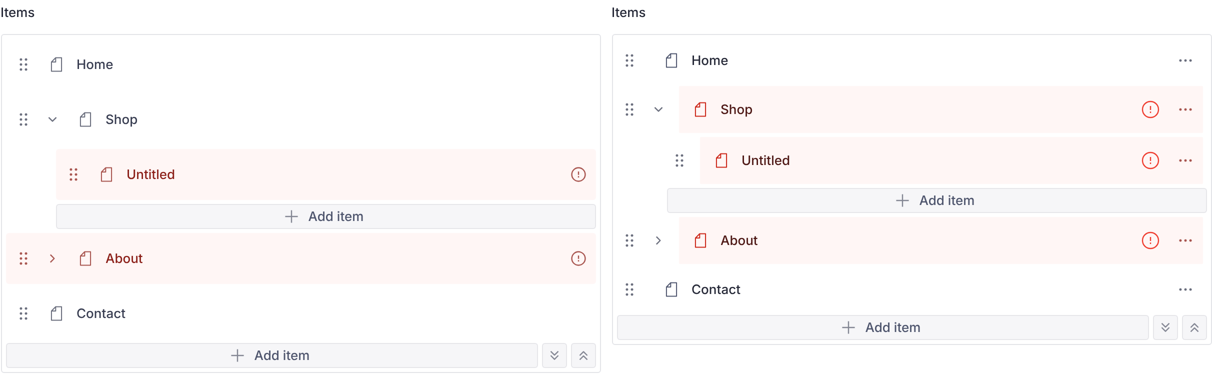 Items
Home
Shop
Untitled
Add item
About
Contact
Add item
Items
Home
Shop
Untitled
Add item
About
Contact
Add item